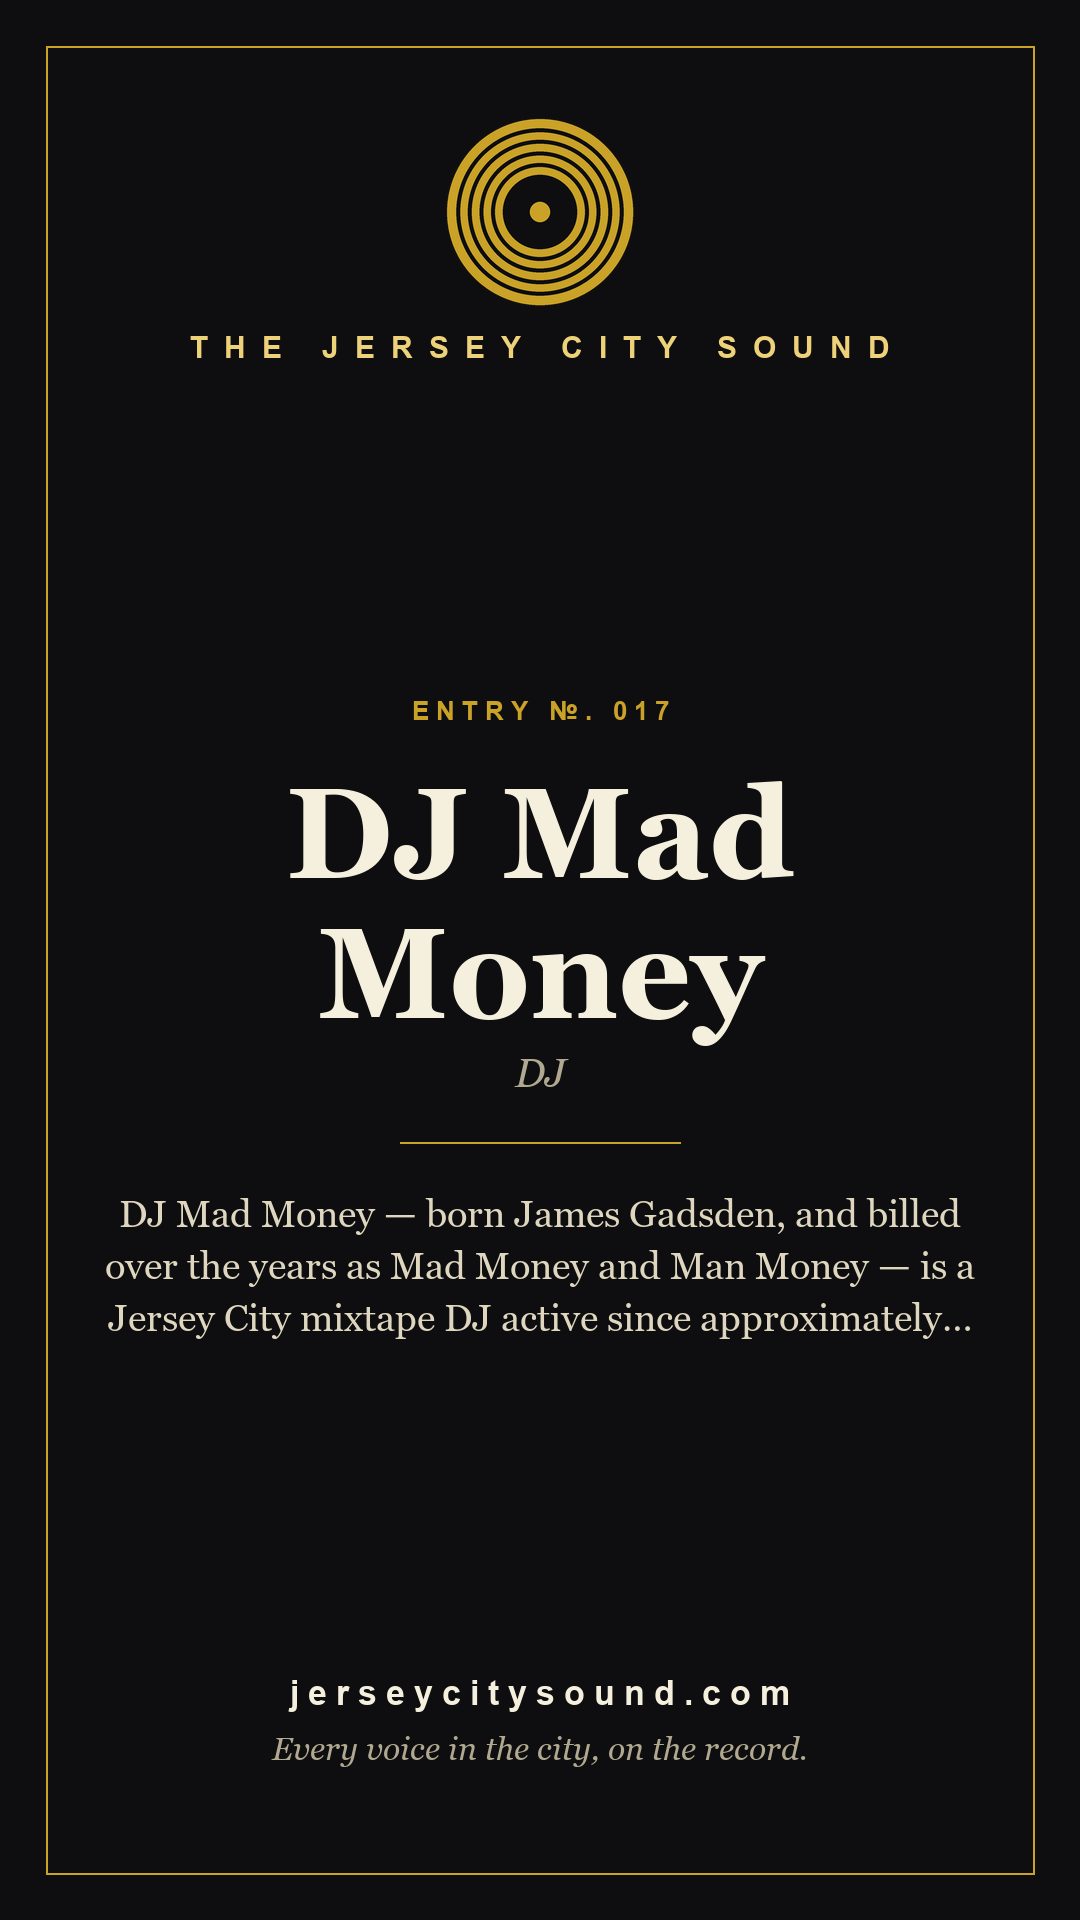 THE JERSEY CITY SOUND
ENTRY №. 017
DJ Mad
Money
DJ
DJ Mad Money — born James Gadsden, and billed
over the years as Mad Money and Man Money — is a
Jersey City mixtape DJ active since approximately...
jerseycitysound.com
Every voice in the city, on the record.